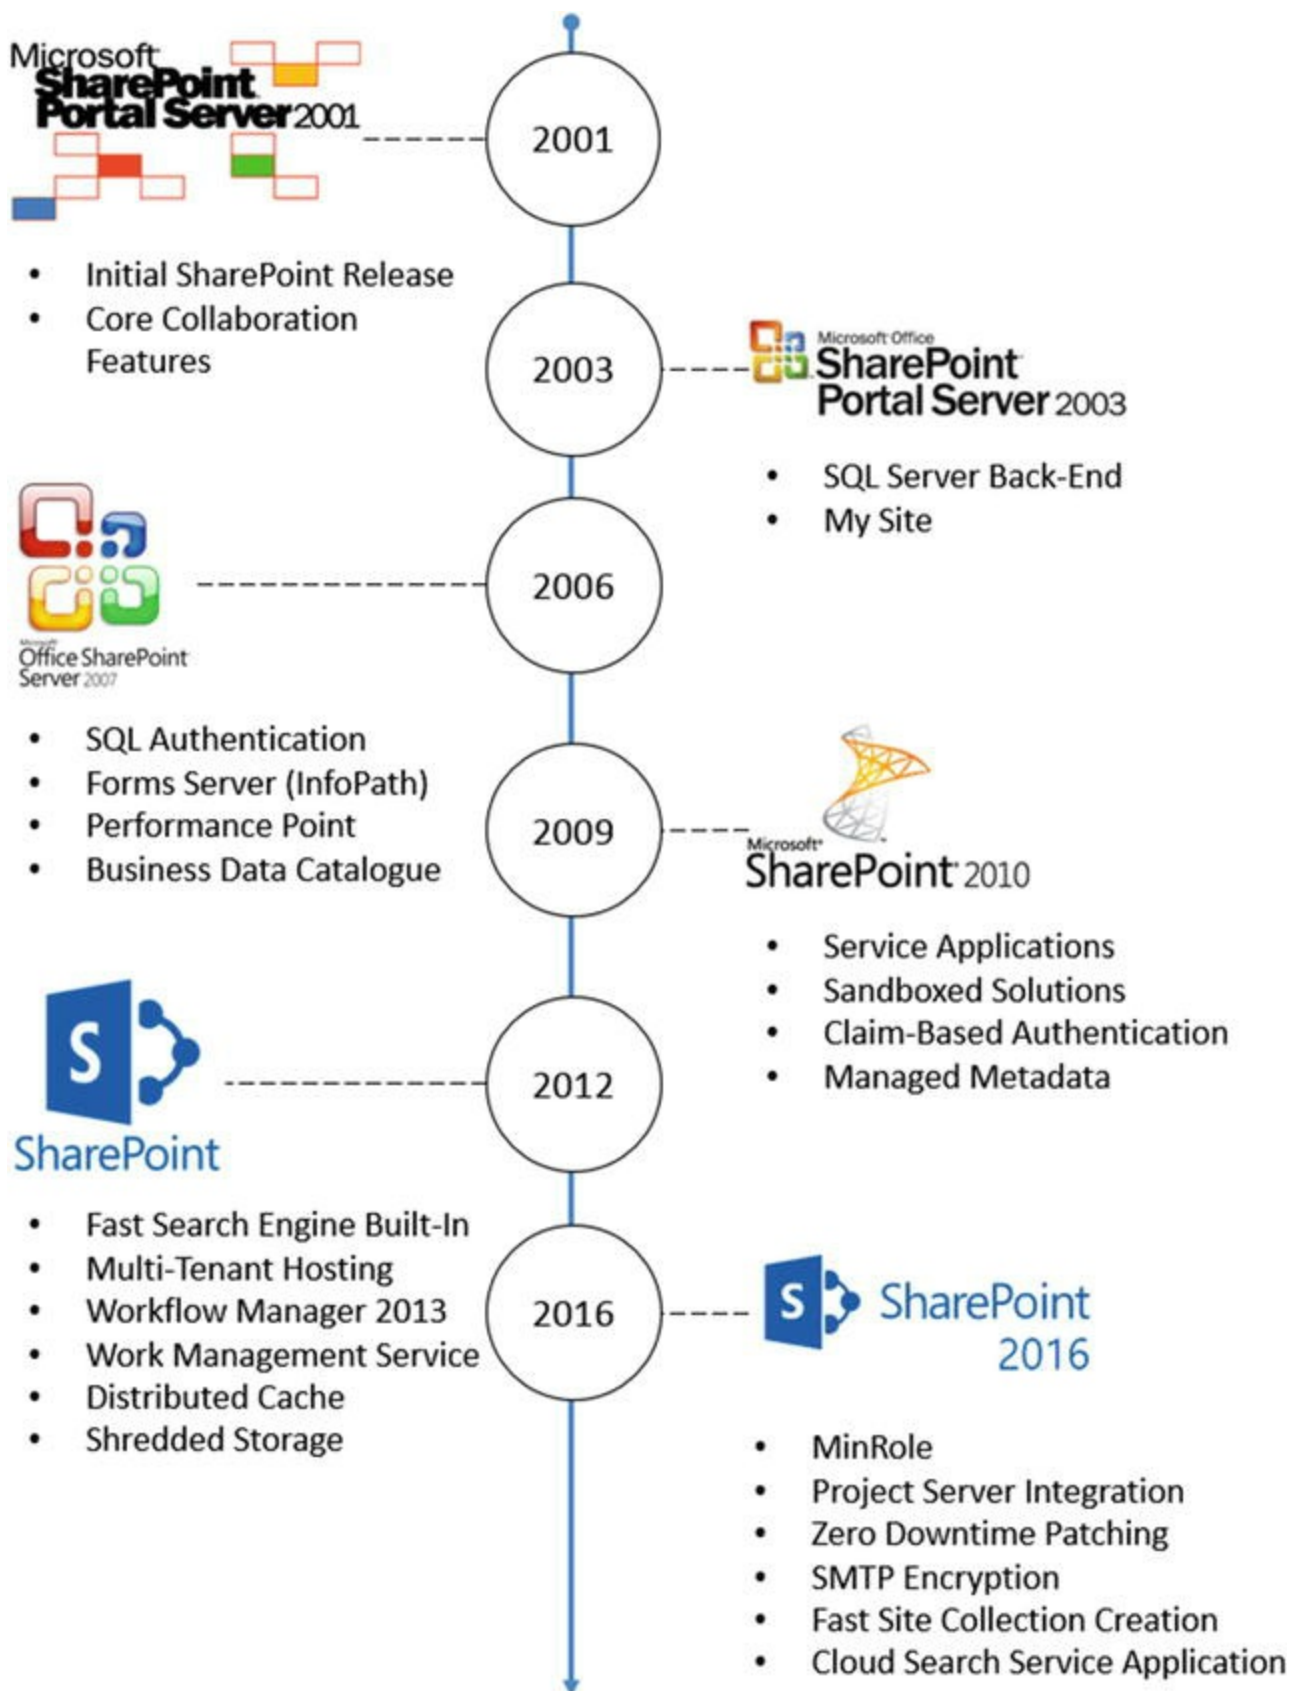 Microsoft
SharePoint
Portal Server 2001
2001
• Initial SharePoint Release
• Core Collaboration
Features
2003
Microsoft Office
SharePoint
Portal Server 2003
• SQL Server Back-End
• My Site
2006
Microsoft
Office SharePoint
Server 2007
• SQL Authentication
• Forms Server (InfoPath)
• Performance Point
• Business Data Catalogue
2009
Microsoft
SharePoint 2010
• Service Applications
• Sandboxed Solutions
• Claim-Based Authentication
• Managed Metadata
2012
S
SharePoint
• Fast Search Engine Built-In
• Multi-Tenant Hosting
• Workflow Manager 2013
• Work Management Service
• Distributed Cache
• Shredded Storage
2016
S
SharePoint
2016
• MinRole
• Project Server Integration
• Zero Downtime Patching
• SMTP Encryption
• Fast Site Collection Creation
• Cloud Search Service Application